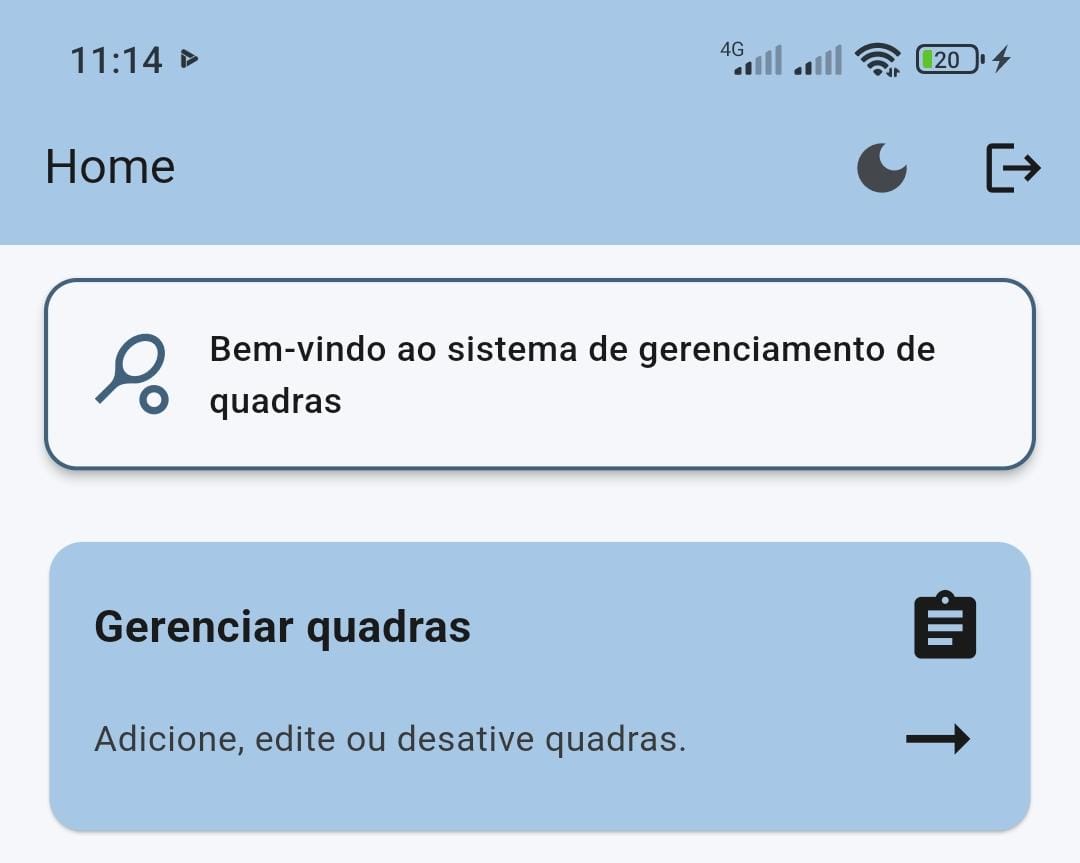 11:14
4G
20
Home
Bem-vindo ao sistema de gerenciamento de
quadras
Gerenciar quadras
Adicione, edite ou desative quadras.